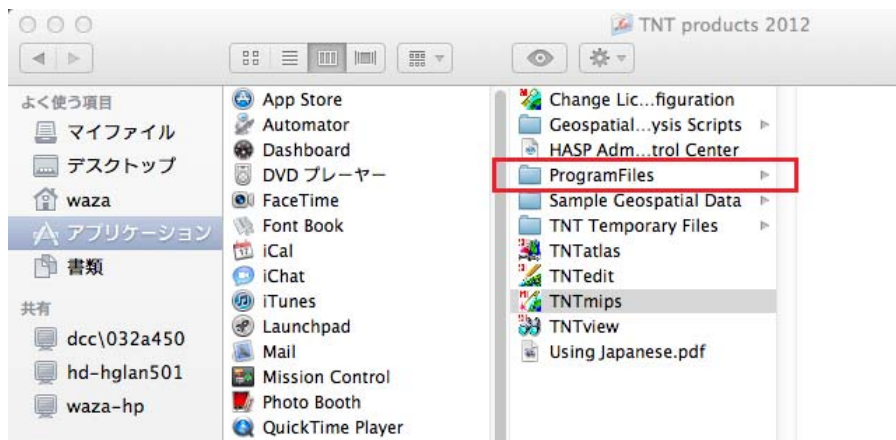 TNT products 2012
よく使う項目
マイファイル
デスクトップ
waza
アプリケーション
書類
共有
dcc\032a450
hd-hglan501
waza-hp
App Store
Automator
Dashboard
DVD プレーヤー
FaceTime
Font Book
iCal
iChat
iTunes
Launchpad
Mail
Mission Control
Photo Booth
QuickTime Player
Change Lic...figuration
Geospatial...ysis Scripts
HASP Adm...trol Center
ProgramFiles
Sample Geospatial Data
TNT Temporary Files
TNTatlas
TNTedit
TNTmips
TNTview
Using Japanese.pdf